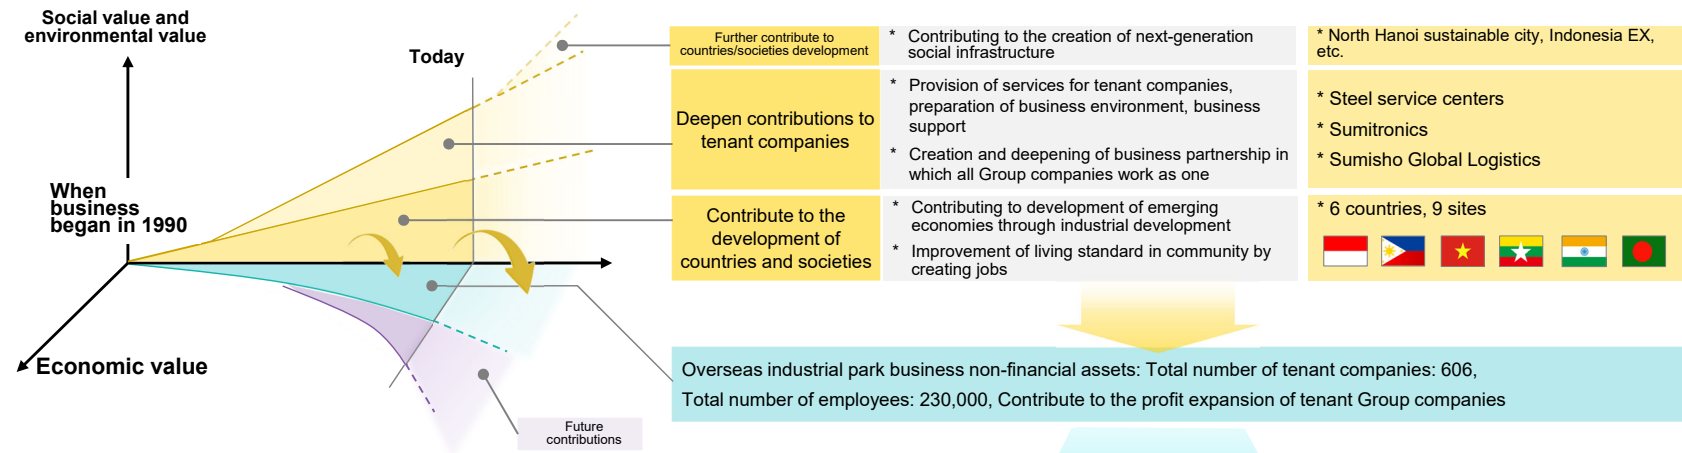 Social value and
environmental value
Today
When
business
began in 1990
Economic value
Future
contributions
Further contribute to
countries/societies development
* Contributing to the creation of next-generation
social infrastructure
* North Hanoi sustainable city, Indonesia EX,
etc.
Deepen contributions to
tenant companies
* Provision of services for tenant companies,
preparation of business environment, business
support
* Creation and deepening of business partnership in
which all Group companies work as one
* Steel service centers
* Sumitronics
* Sumisho Global Logistics
Contribute to the
development of
countries and societies
* Contributing to development of emerging
economies through industrial development
* Improvement of living standard in community by
creating jobs
* 6 countries, 9 sites
Overseas industrial park business non-financial assets: Total number of tenant companies: 606,
Total number of employees: 230,000, Contribute to the profit expansion of tenant Group companies